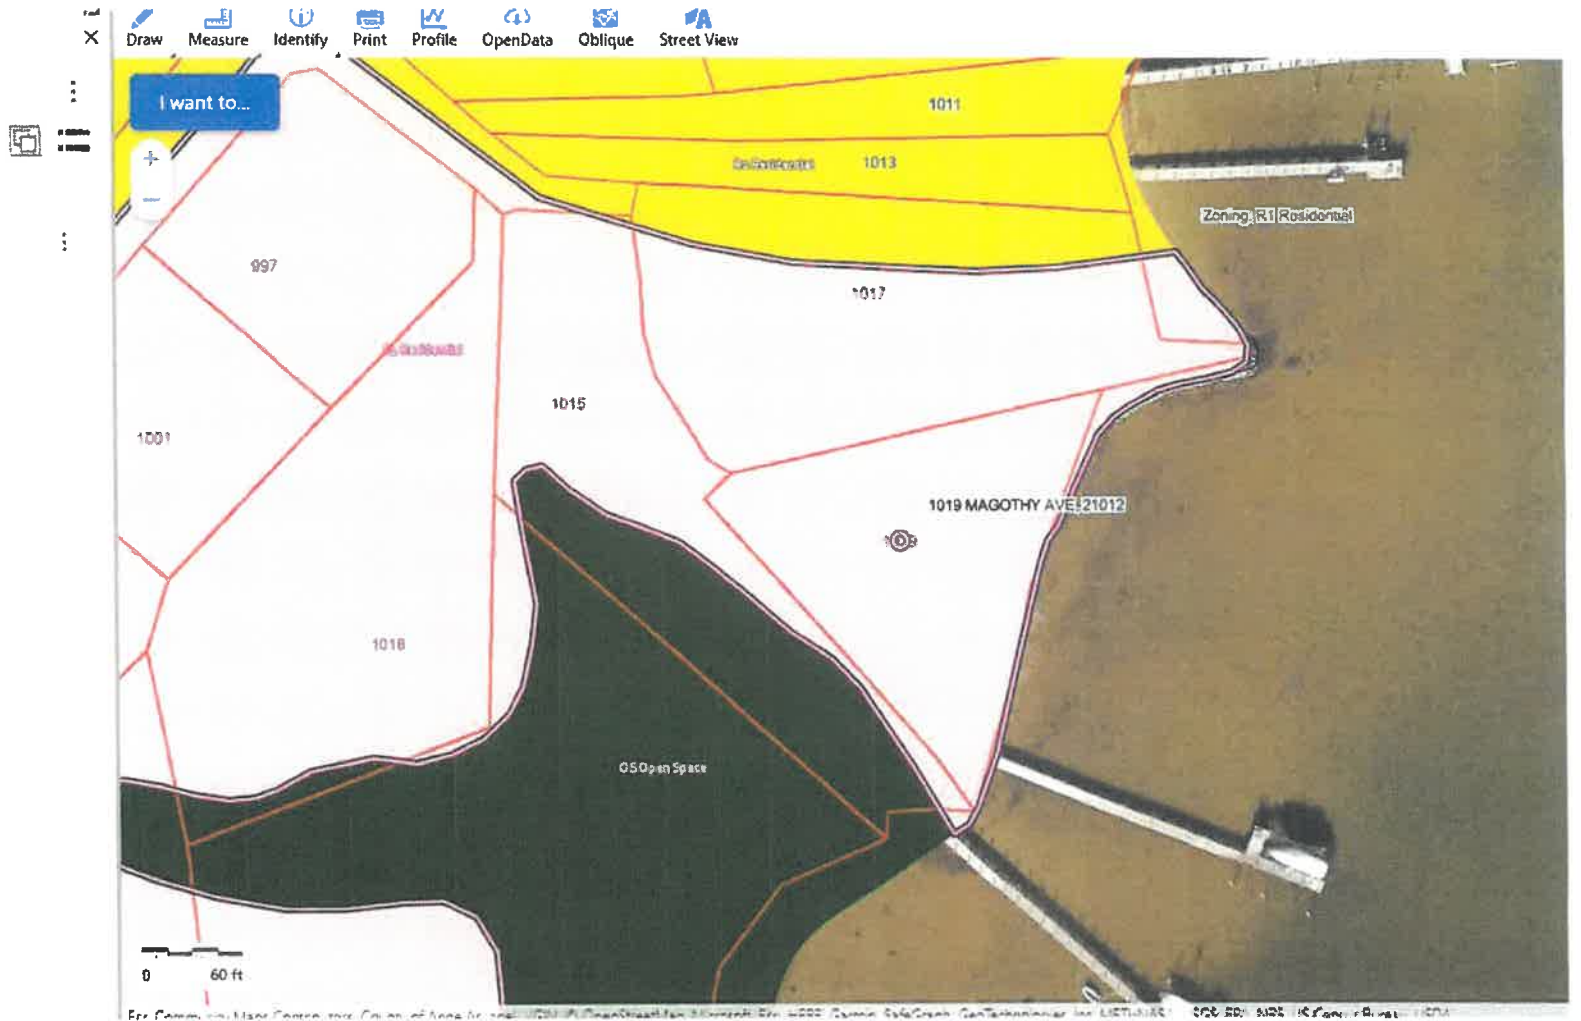 Draw Measure Identify Print Profile OpenData Oblique Street View
I want to...
+
1011
1013
Zoning, R1 Residential
997
1017
Residential
1015
1001
1019 MAGOTHY AVE, 21012
1018
OS Open Space
0 60 ft